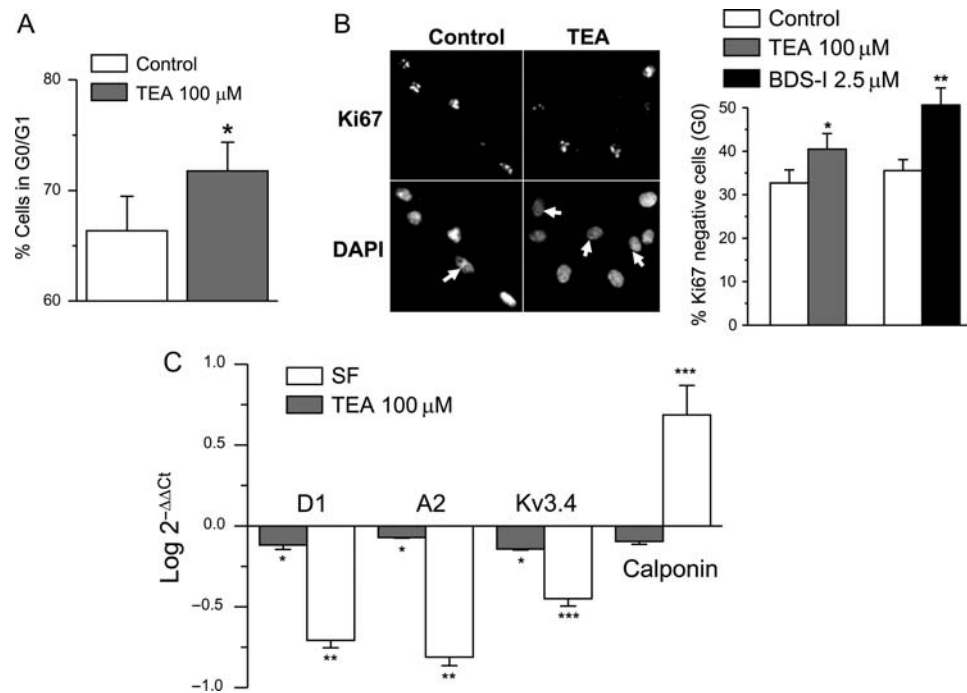 A
Control
TEA 100 µM
80
70
60
% Cells in G0/G1
*
B
Control
TEA
Ki67
DAPI
Control
TEA 100 µM
BDS-I 2.5 µM
50
40
30
20
10
0
% Ki67 negative cells (G0)
*
**
C
SF
TEA 100 µM
1.0
0.5
0.0
−0.5
−1.0
Log 2−ΔΔCt
D1
A2
Kv3.4
Calponin
***
*
*
*
**
**
***